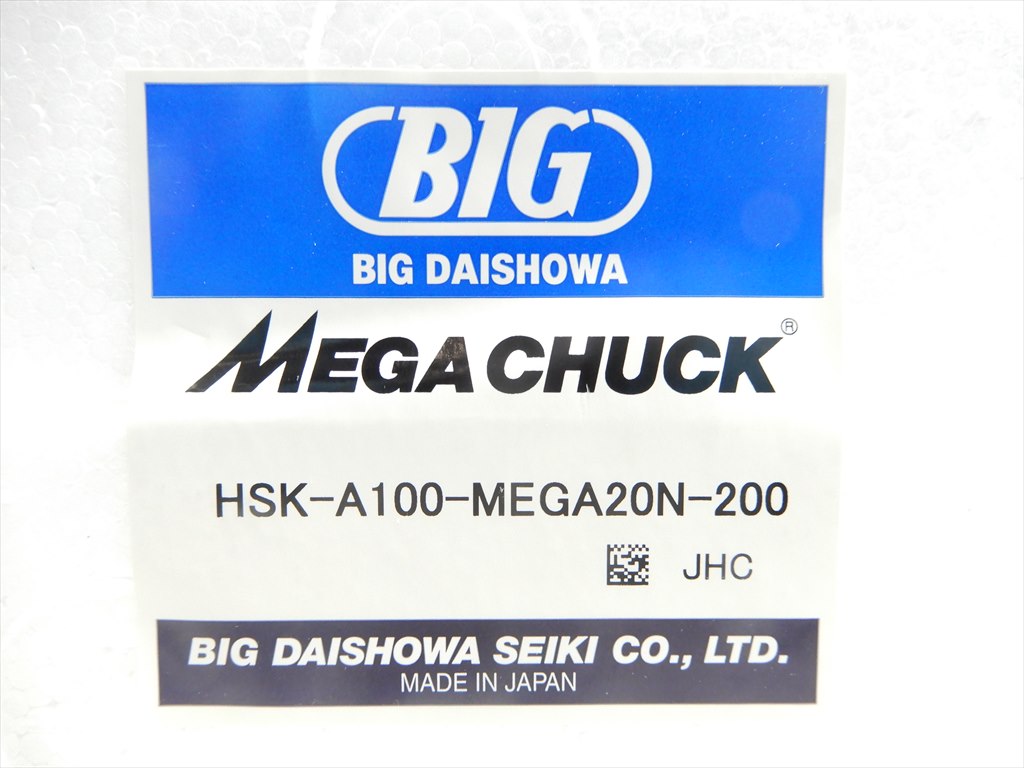 BIG
BIG DAISHOWA
MEGA CHUCK®
HSK-A100-MEGA20N-200
JHC
BIG DAISHOWA SEIKI CO., LTD.
MADE IN JAPAN